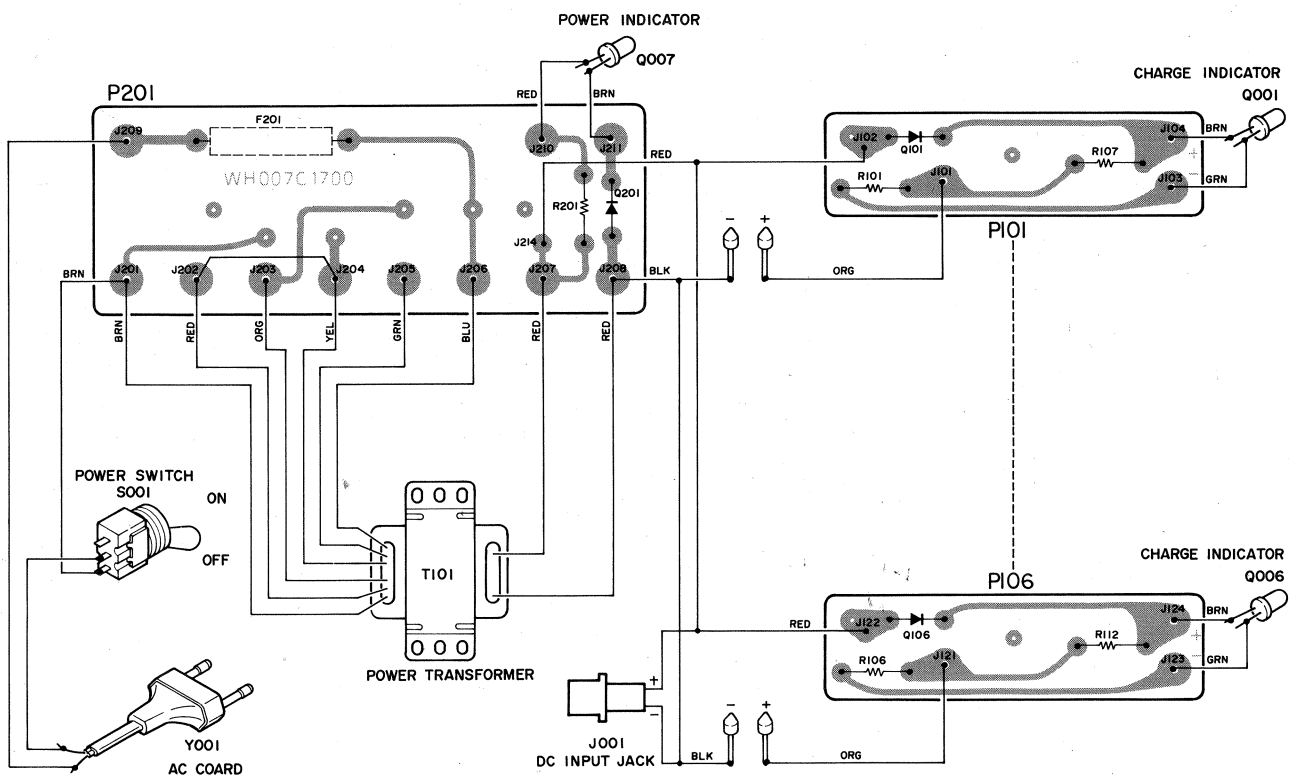 POWER INDICATOR
Q007
RED
BRN
P201
J209
F201
WH007C1700
J210
J211
RED
R201
Q201
J214
BRN
J201
J202
J203
J204
J205
J206
J207
J208
BLK
BRN
RED
ORG
YEL
GRN
BLU
RED
RED
CHARGE INDICATOR
Q001
J102
Q101
J104
BRN
R107
+
-
R101
J101
J103
GRN
P101
- +
ORG
POWER SWITCH
S001
ON
OFF
T101
POWER TRANSFORMER
Y001
AC COARD
CHARGE INDICATOR
Q006
P106
RED
J122
Q106
J124
BRN
R112
+
-
R106
J121
J123
GRN
+
-
- +
J001
DC INPUT JACK
BLK
ORG